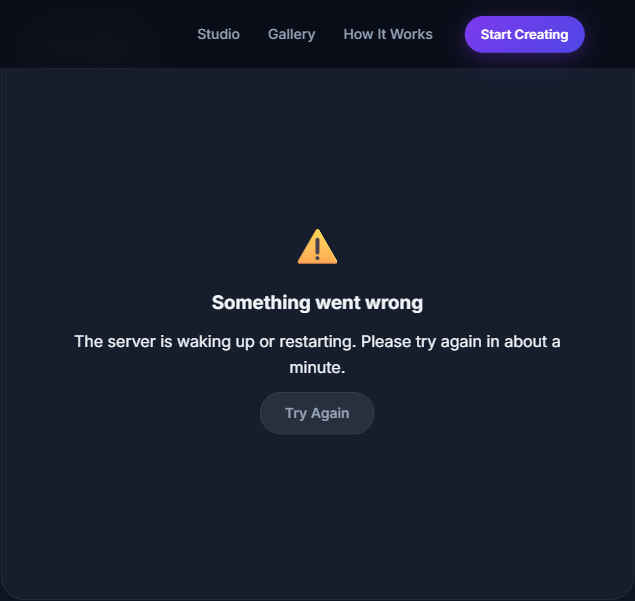 Studio Gallery How It Works Start Creating
Something went wrong
The server is waking up or restarting. Please try again in about a
minute.
Try Again